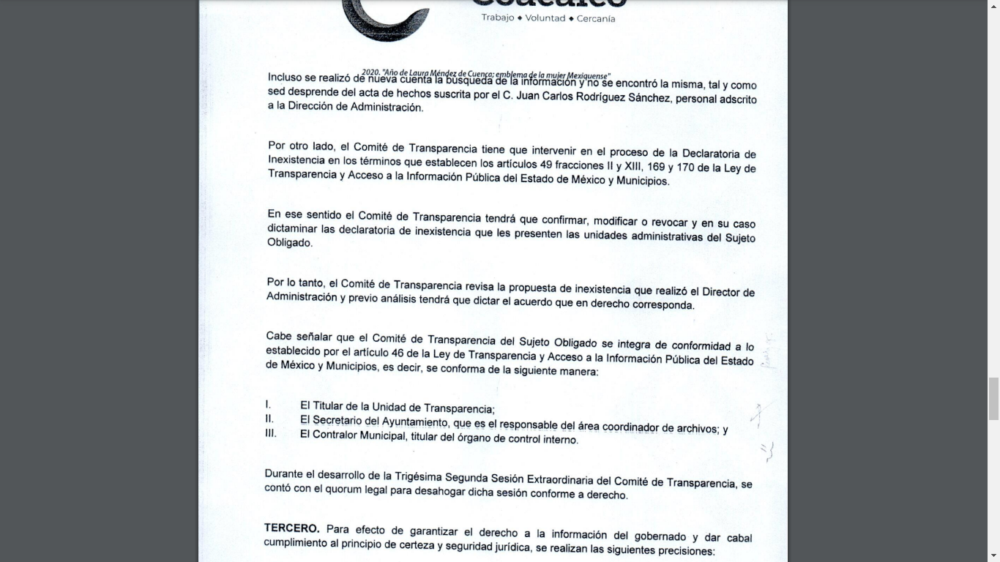 Coacalco
Trabajo ◆ Voluntad ◆ Cercanía
2020. "Año de Laura Méndez de Cuenca; emblema de la mujer Mexiquense"
Incluso se realizó de nueva cuenta la búsqueda de la información y no se encontró la misma, tal y como
sed desprende del acta de hechos suscrita por el C. Juan Carlos Rodríguez Sánchez, personal adscrito
a la Dirección de Administración.
Por otro lado, el Comité de Transparencia tiene que intervenir en el proceso de la Declaratoria de
Inexistencia en los términos que establecen los artículos 49 fracciones II y XIII, 169 y 170 de la Ley de
Transparencia y Acceso a la Información Pública del Estado de México y Municipios.
En ese sentido el Comité de Transparencia tendrá que confirmar, modificar o revocar y en su caso
dictaminar las declaratoria de inexistencia que les presenten las unidades administrativas del Sujeto
Obligado.
Por lo tanto, el Comité de Transparencia revisa la propuesta de inexistencia que realizó el Director de
Administración y previo análisis tendrá que dictar el acuerdo que en derecho corresponda.
Cabe señalar que el Comité de Transparencia del Sujeto Obligado se integra de conformidad a lo
establecido por el artículo 46 de la Ley de Transparencia y Acceso a la Información Pública del Estado
de México y Municipios, es decir, se conforma de la siguiente manera:
I. El Titular de la Unidad de Transparencia;
II. El Secretario del Ayuntamiento, que es el responsable del área coordinador de archivos; y
III. El Contralor Municipal, titular del órgano de control interno.
Durante el desarrollo de la Trigésima Segunda Sesión Extraordinaria del Comité de Transparencia, se
contó con el quorum legal para desahogar dicha sesión conforme a derecho.
TERCERO. Para efecto de garantizar el derecho a la información del gobernado y dar cabal
cumplimiento al principio de certeza y seguridad jurídica, se realizan las siguientes precisiones: